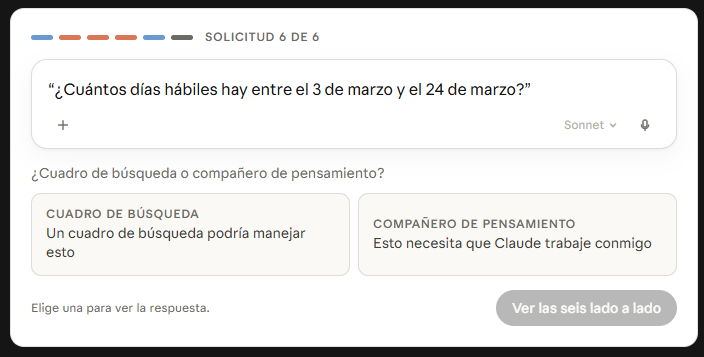 SOLICITUD 6 DE 6
“¿Cuántos días hábiles hay entre el 3 de marzo y el 24 de marzo?”
Sonnet
¿Cuadro de búsqueda o compañero de pensamiento?
CUADRO DE BÚSQUEDA
Un cuadro de búsqueda podría manejar
esto
COMPAÑERO DE PENSAMIENTO
Esto necesita que Claude trabaje conmigo
Elige una para ver la respuesta.
Ver las seis lado a lado